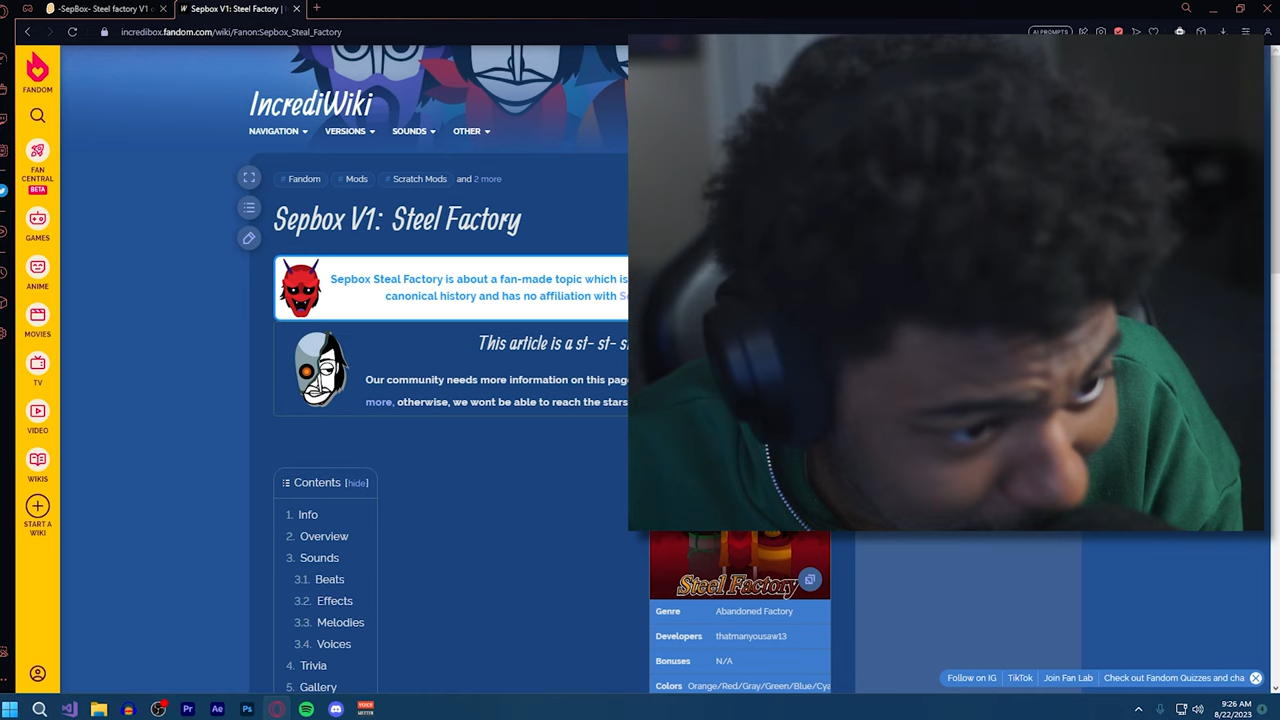 -SepBox- Steel factory V1
Sepbox V1: Steel Factory |
incredibox.fandom.com/wiki/Fanon:Sepbox_Steel_Factory
AI PROMPTS
FANDOM
FAN
CENTRAL
BETA
GAMES
ANIME
MOVIES
TV
VIDEO
WIKIS
START A
WIKI
IncrediWiki
NAVIGATION
VERSIONS
SOUNDS
OTHER
# Fandom
# Mods
# Scratch Mods
and 2 more
Sepbox V1: Steel Factory
Sepbox Steal Factory is about a fan-made topic which is
canonical history and has no affiliation with
This article is a st- st-
Our community needs more information on this
more, otherwise, we wont be able to reach the stars
Contents [hide]
1. Info
2. Overview
3. Sounds
3.1. Beats
3.2. Effects
3.3. Melodies
3.4. Voices
4. Trivia
5. Gallery
Steel Factory
Genre Abandoned Factory
Developers thatmanyousaw13
Bonuses N/A
Colors Orange/Red/Gray/Green/Blue/Cya
Follow on IG
TikTok
Join Fan Lab
Check out Fandom Quizzes and cha
Pr
Ae
Ps
VOICE
9:26 AM
8/22/2023